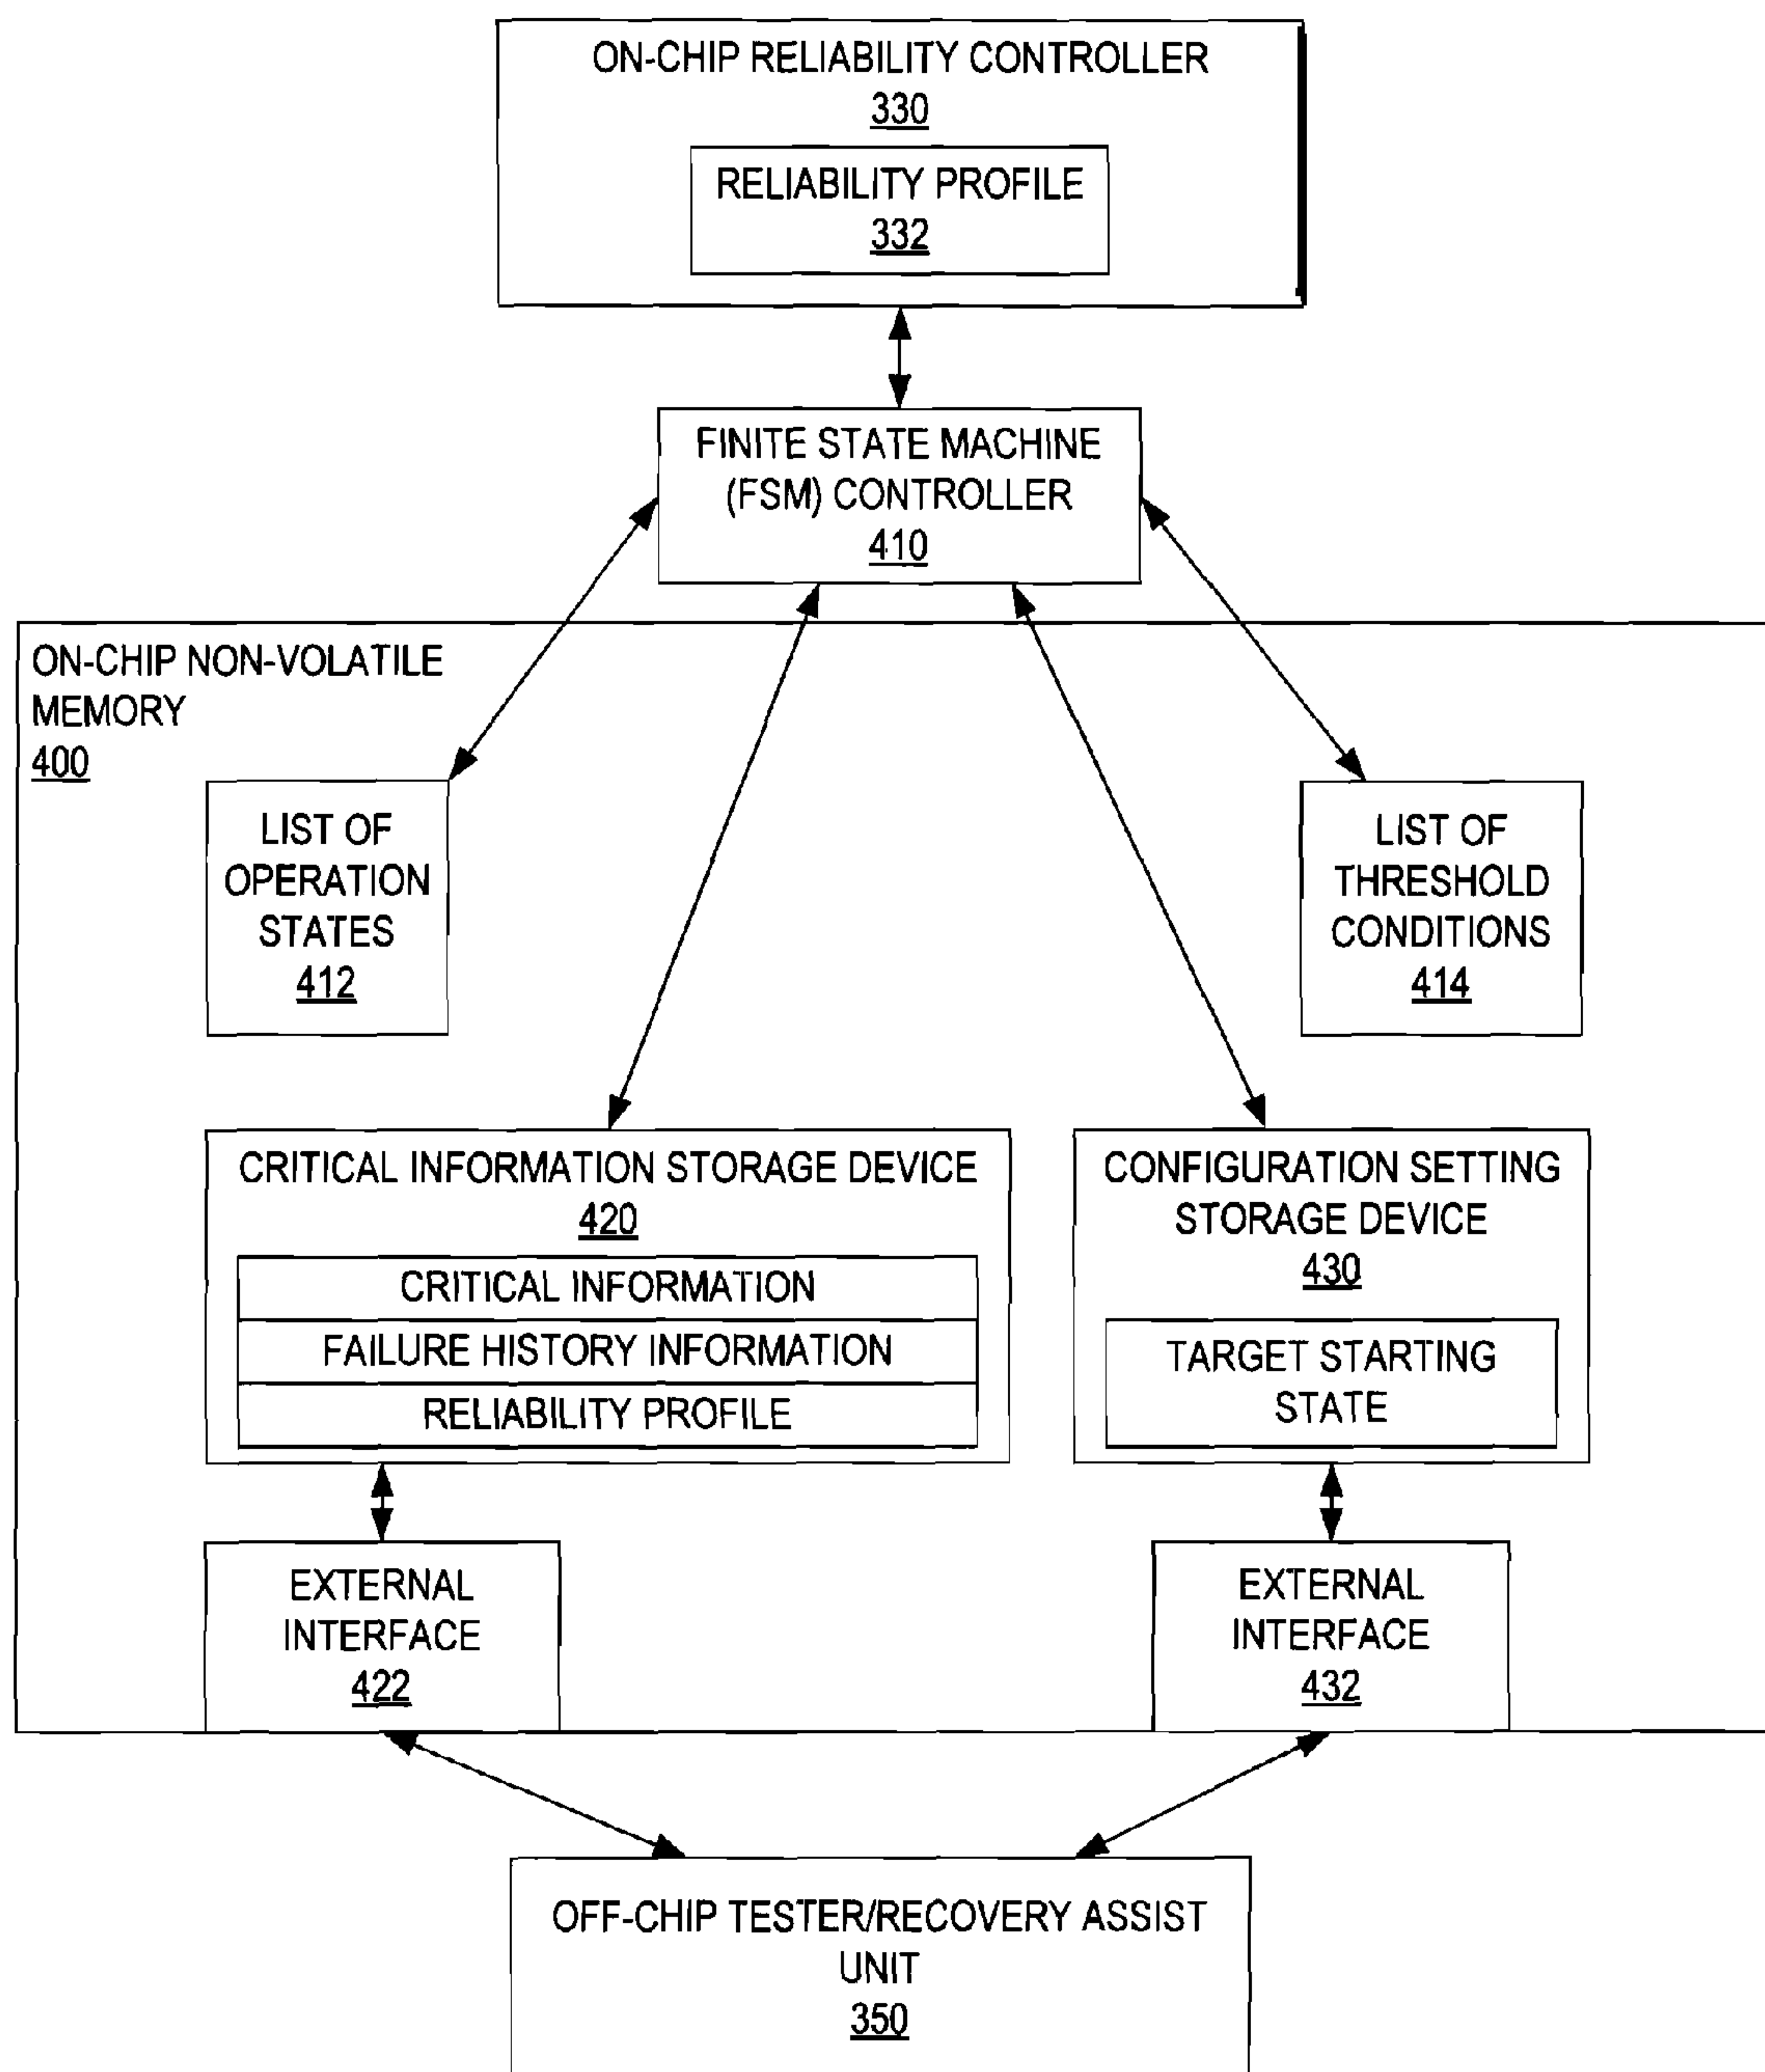 ON-CHIP RELIABILITY CONTROLLER
330
RELIABILITY PROFILE
332
FINITE STATE MACHINE
(FSM) CONTROLLER
410
ON-CHIP NON-VOLATILE
MEMORY
400
LIST OF
OPERATION
STATES
412
LIST OF
THRESHOLD
CONDITIONS
414
CRITICAL INFORMATION STORAGE DEVICE
420
CRITICAL INFORMATION
FAILURE HISTORY INFORMATION
RELIABILITY PROFILE
CONFIGURATION SETTING
STORAGE DEVICE
430
TARGET STARTING
STATE
EXTERNAL
INTERFACE
422
EXTERNAL
INTERFACE
432
OFF-CHIP TESTER/RECOVERY ASSIST
UNIT
350